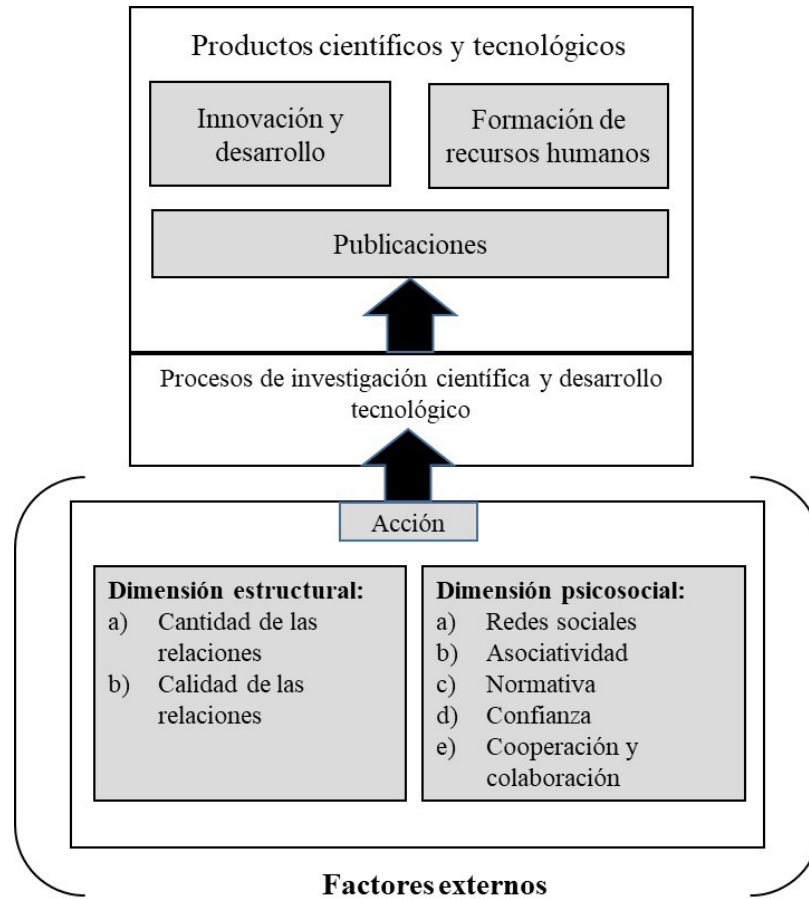 Productos científicos y tecnológicos
Innovación y
desarrollo
Formación de
recursos humanos
Publicaciones
Procesos de investigación científica y desarrollo
tecnológico
Acción
Dimensión estructural:
a) Cantidad de las
relaciones
b) Calidad de las
relaciones
Dimensión psicosocial:
a) Redes sociales
b) Asociatividad
c) Normativa
d) Confianza
e) Cooperación y
colaboración
Factores externos